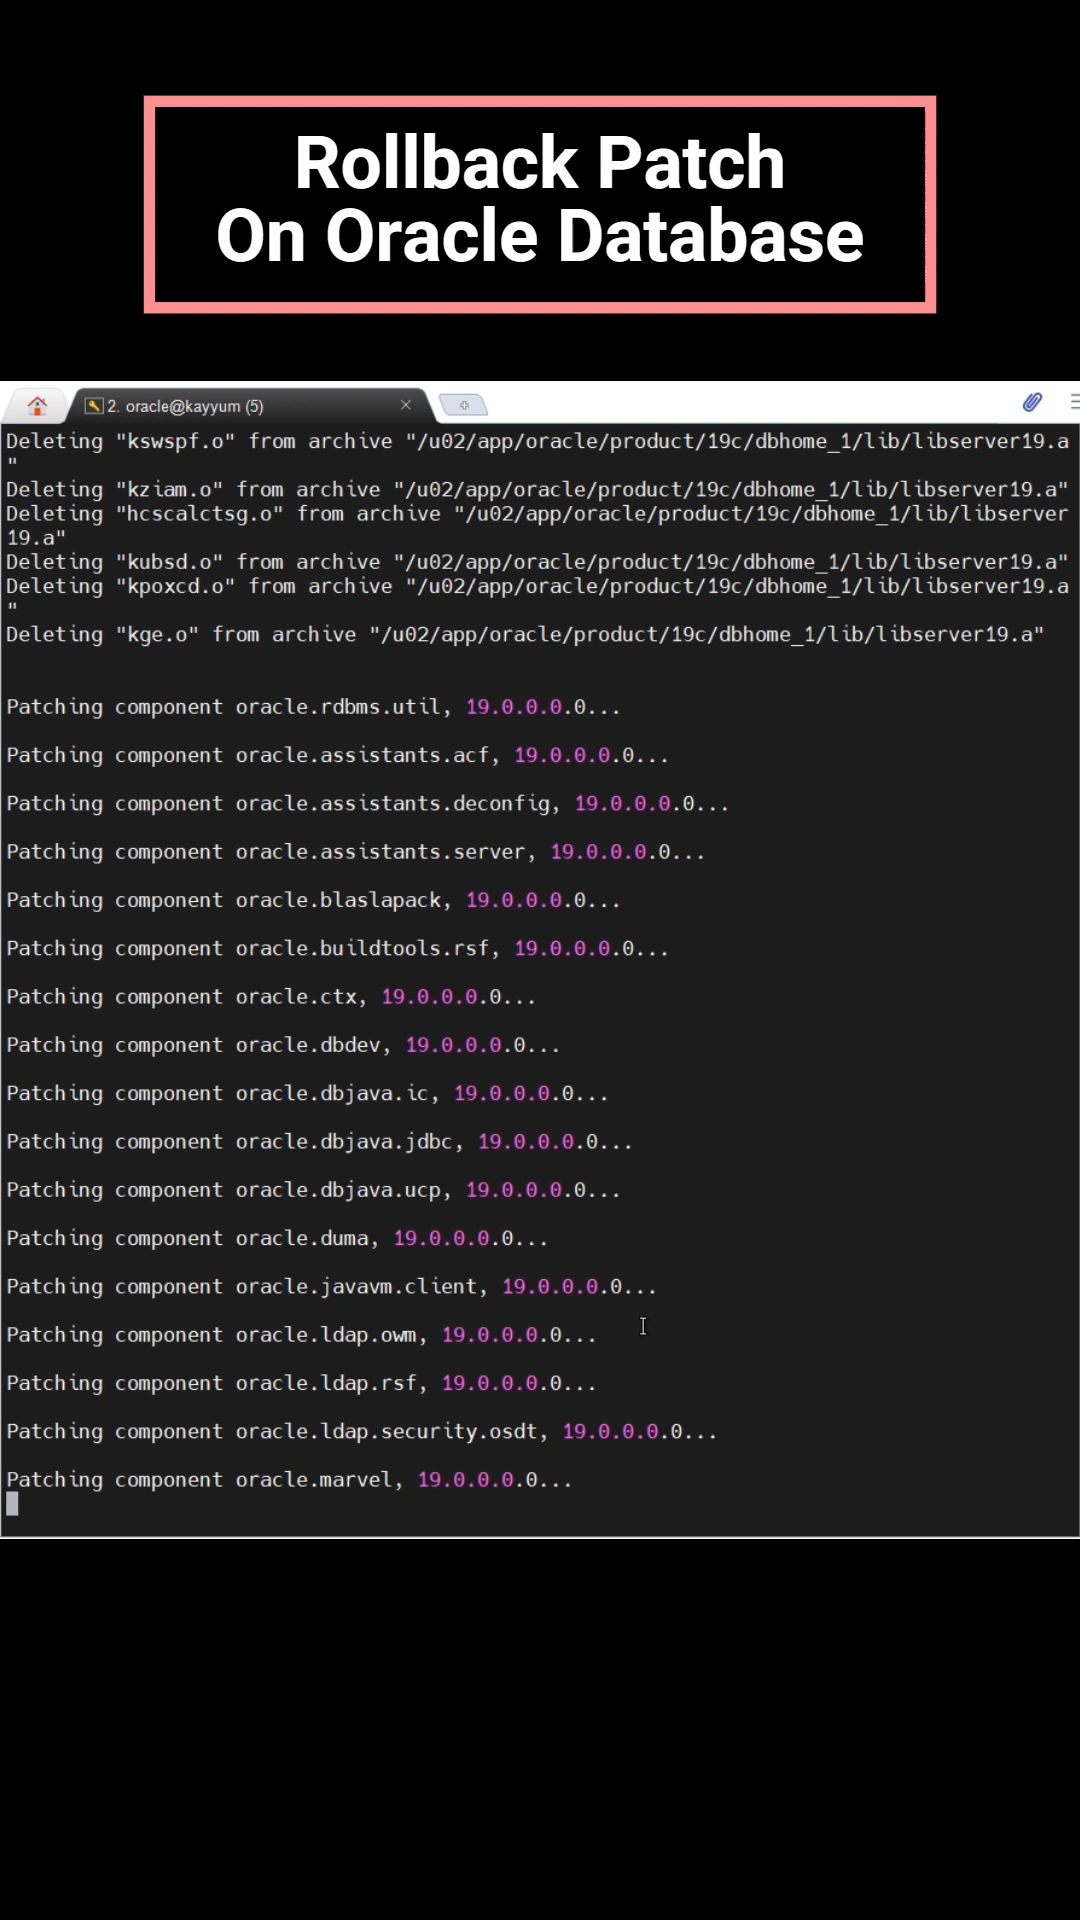 Rollback Patch
On Oracle Database
2. oracle@kayyum (5)
Deleting "kswspf.o" from archive "/u02/app/oracle/product/19c/dbhome_1/lib/libserver19.a
"
Deleting "kziam.o" from archive "/u02/app/oracle/product/19c/dbhome_1/lib/libserver19.a"
Deleting "hcscalctsg.o" from archive "/u02/app/oracle/product/19c/dbhome_1/lib/libserver
19.a"
Deleting "kubsd.o" from archive "/u02/app/oracle/product/19c/dbhome_1/lib/libserver19.a"
Deleting "kpoxcd.o" from archive "/u02/app/oracle/product/19c/dbhome_1/lib/libserver19.a
"
Deleting "kge.o" from archive "/u02/app/oracle/product/19c/dbhome_1/lib/libserver19.a"
Patching component oracle.rdbms.util, 19.0.0.0.0...
Patching component oracle.assistants.acf, 19.0.0.0.0...
Patching component oracle.assistants.deconfig, 19.0.0.0.0...
Patching component oracle.assistants.server, 19.0.0.0.0...
Patching component oracle.blaslapack, 19.0.0.0.0...
Patching component oracle.buildtools.rsf, 19.0.0.0.0...
Patching component oracle.ctx, 19.0.0.0.0...
Patching component oracle.dbdev, 19.0.0.0.0...
Patching component oracle.dbjava.ic, 19.0.0.0.0...
Patching component oracle.dbjava.jdbc, 19.0.0.0.0...
Patching component oracle.dbjava.ucp, 19.0.0.0.0...
Patching component oracle.duma, 19.0.0.0.0...
Patching component oracle.javavm.client, 19.0.0.0.0...
Patching component oracle.ldap.owm, 19.0.0.0.0...
Patching component oracle.ldap.rsf, 19.0.0.0.0...
Patching component oracle.ldap.security.osdt, 19.0.0.0.0...
Patching component oracle.marvel, 19.0.0.0.0...